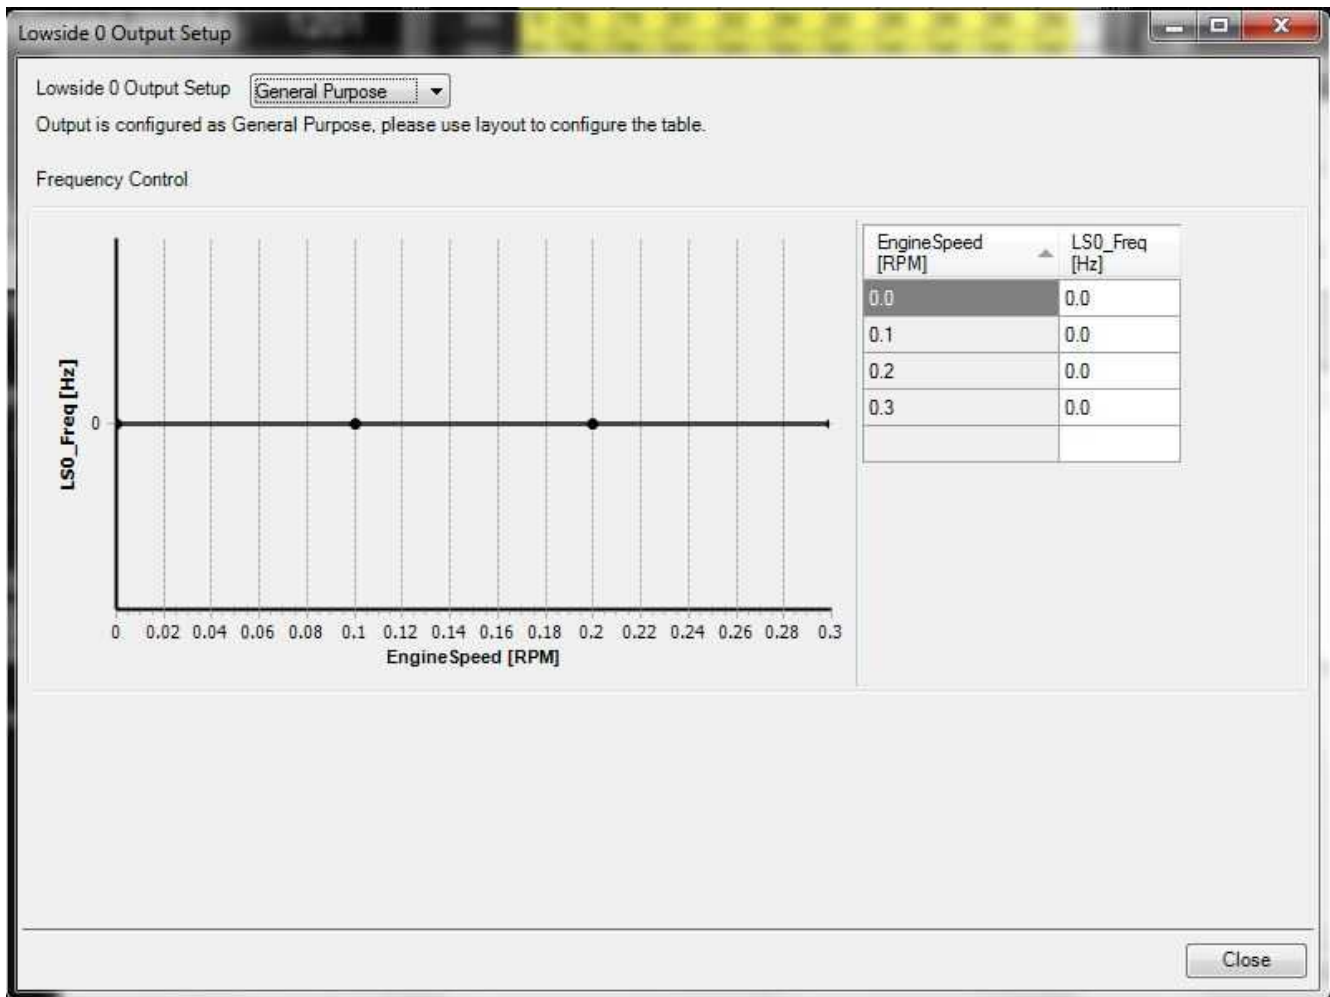 Lowside 0 Output Setup
Lowside 0 Output Setup General Purpose
Output is configured as General Purpose, please use layout to configure the table.
Frequency Control
EngineSpeed [RPM] LS0_Freq [Hz]
0.0 0.0
0.1 0.0
0.2 0.0
0.3 0.0
LS0_Freq [Hz]
0
0 0.02 0.04 0.06 0.08 0.1 0.12 0.14 0.16 0.18 0.2 0.22 0.24 0.26 0.28 0.3
EngineSpeed [RPM]
Close